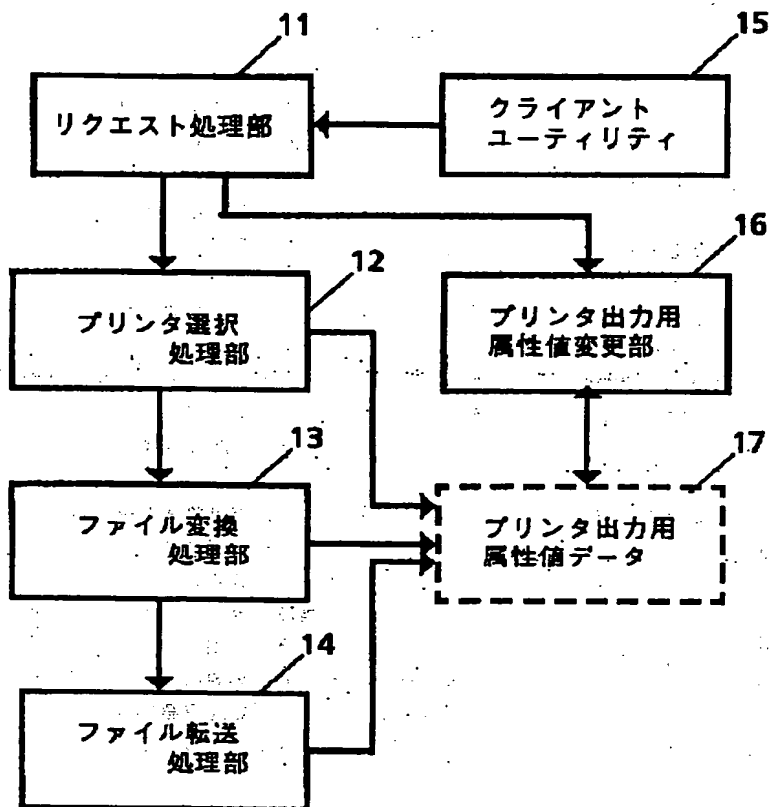 11
リクエスト処理部
15
クライアント
ユーティリティ
12
プリンタ選択
処理部
16
プリンタ出力用
属性値変更部
13
ファイル変換
処理部
17
プリンタ出力用
属性値データ
14
ファイル転送
処理部